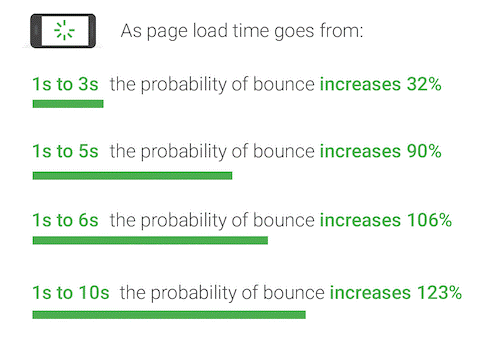 As page load time goes from:
1s to 3s the probability of bounce increases 32%
1s to 5s the probability of bounce increases 90%
1s to 6s the probability of bounce increases 106%
1s to 10s the probability of bounce increases 123%